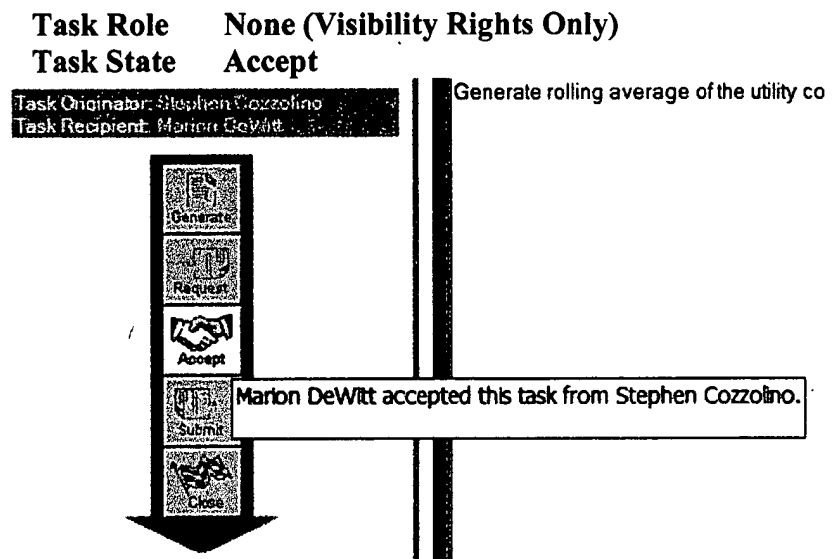 Task Role None (Visibility Rights Only)
Task State Accept
Task Originator: Stephen Cozzolino
Task Recipient: Marion DeWitt
Generate rolling average of the utility co
Generate
Request
Accept
Marion DeWitt accepted this task from Stephen Cozzolino.
Submit
Close